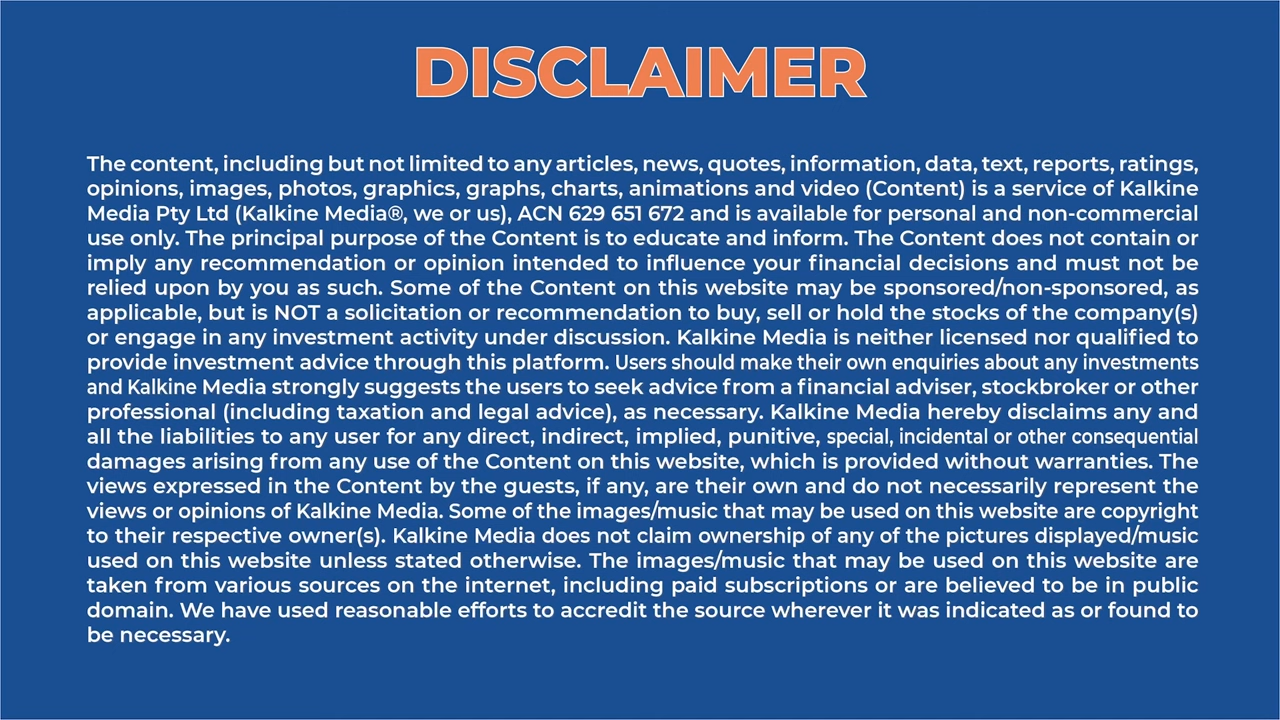 DISCLAIMER
The content, including but not limited to any articles, news, quotes, information, data, text, reports, ratings,
opinions, images, photos, graphics, graphs, charts, animations and video (Content) is a service of Kalkine
Media Pty Ltd (Kalkine Media®, we or us), ACN 629 651 672 and is available for personal and non-commercial
use only. The principal purpose of the Content is to educate and inform. The Content does not contain or
imply any recommendation or opinion intended to influence your financial decisions and must not be
relied upon by you as such. Some of the Content on this website may be sponsored/non-sponsored, as
applicable, but is NOT a solicitation or recommendation to buy, sell or hold the stocks of the company(s)
or engage in any investment activity under discussion. Kalkine Media is neither licensed nor qualified to
provide investment advice through this platform. Users should make their own enquiries about any investments
and Kalkine Media strongly suggests the users to seek advice from a financial adviser, stockbroker or other
professional (including taxation and legal advice), as necessary. Kalkine Media hereby disclaims any and
all the liabilities to any user for any direct, indirect, implied, punitive, special, incidental or other consequential
damages arising from any use of the Content on this website, which is provided without warranties. The
views expressed in the Content by the guests, if any, are their own and do not necessarily represent the
views or opinions of Kalkine Media. Some of the images/music that may be used on this website are copyright
to their respective owner(s). Kalkine Media does not claim ownership of any of the pictures displayed/music
used on this website unless stated otherwise. The images/music that may be used on this website are
taken from various sources on the internet, including paid subscriptions or are believed to be in public
domain. We have used reasonable efforts to accredit the source wherever it was indicated as or found to
be necessary.